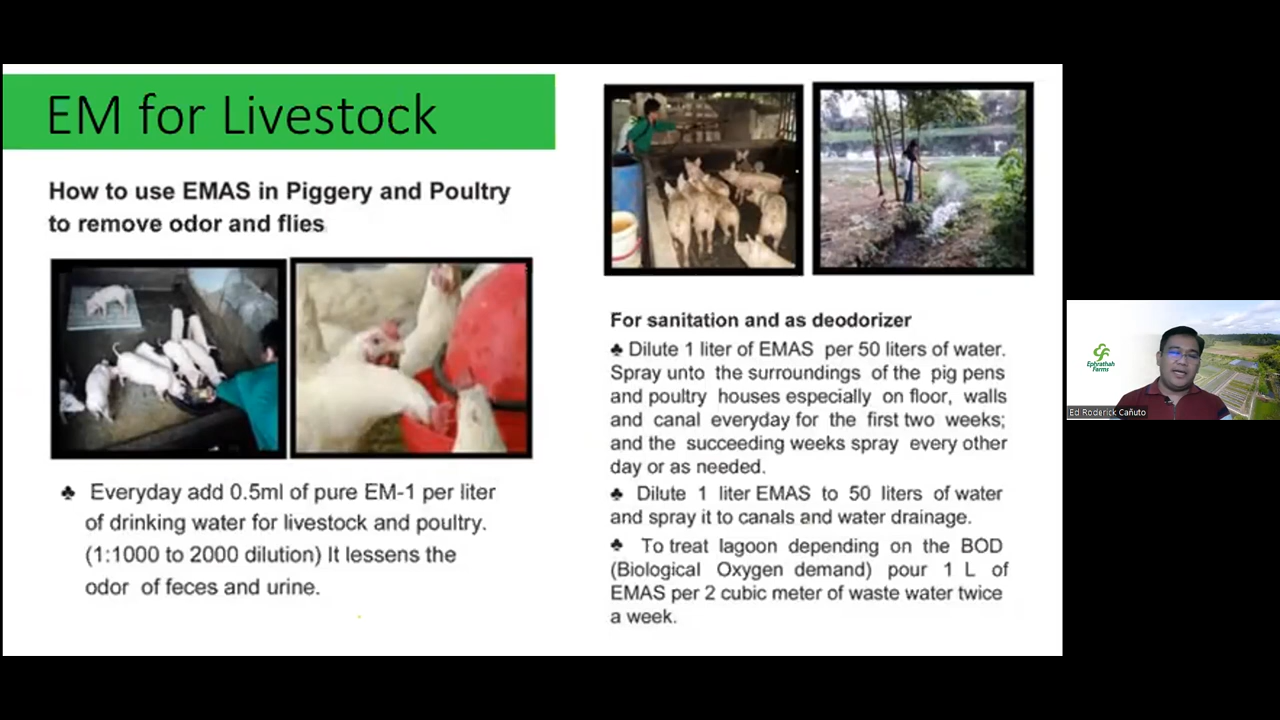 EM for Livestock
How to use EMAS in Piggery and Poultry
to remove odor and flies
♣ Everyday add 0.5ml of pure EM-1 per liter
of drinking water for livestock and poultry.
(1:1000 to 2000 dilution) It lessens the
odor of feces and urine.
For sanitation and as deodorizer
♣ Dilute 1 liter of EMAS per 50 liters of water.
Spray unto the surroundings of the pig pens
and poultry houses especially on floor, walls
and canal everyday for the first two weeks;
and the succeeding weeks spray every other
day or as needed.
♣ Dilute 1 liter EMAS to 50 liters of water
and spray it to canals and water drainage.
♣ To treat lagoon depending on the BOD
(Biological Oxygen demand) pour 1 L of
EMAS per 2 cubic meter of waste water twice
a week.
Ephrathah
Farms
Ed Roderick Cañuto